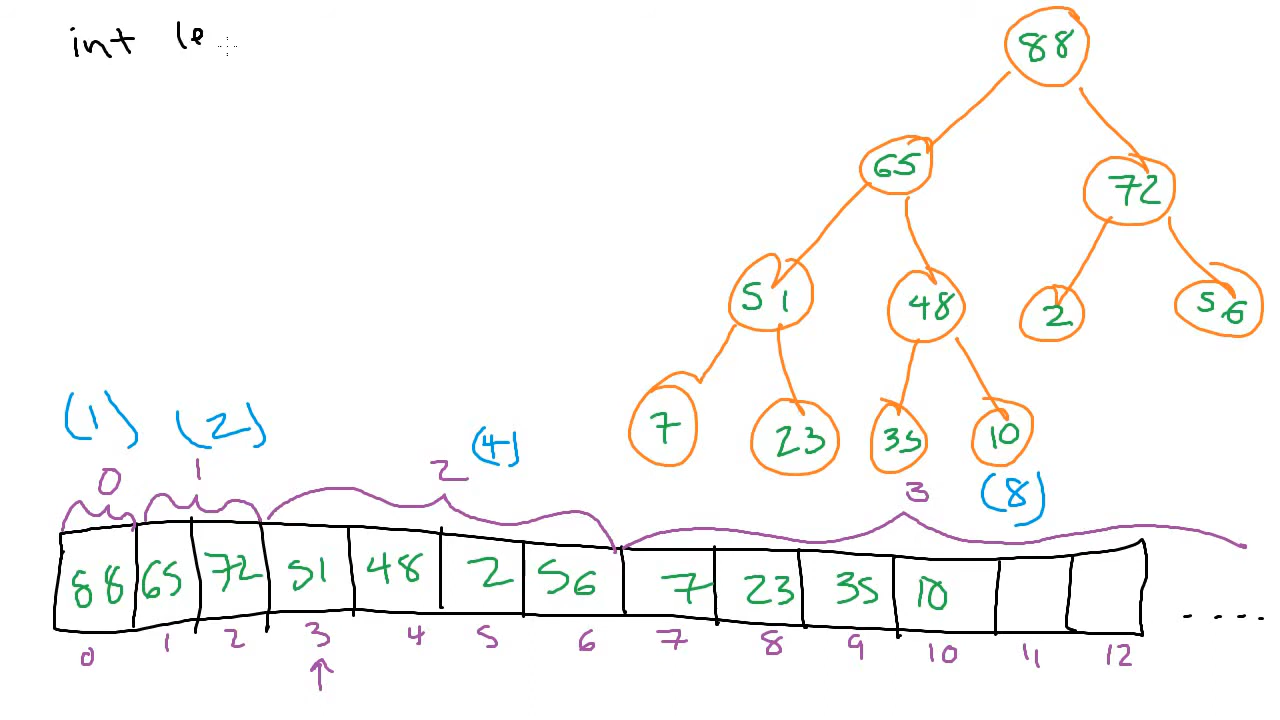 int le
88
65
72
51 48 2 56
7 23 35 10
(1) (2) (4) (8)
0 1 2 3
88 65 72 51 48 2 56 7 23 35 10 .....
0 1 2 3 4 5 6 7 8 9 10 11 12